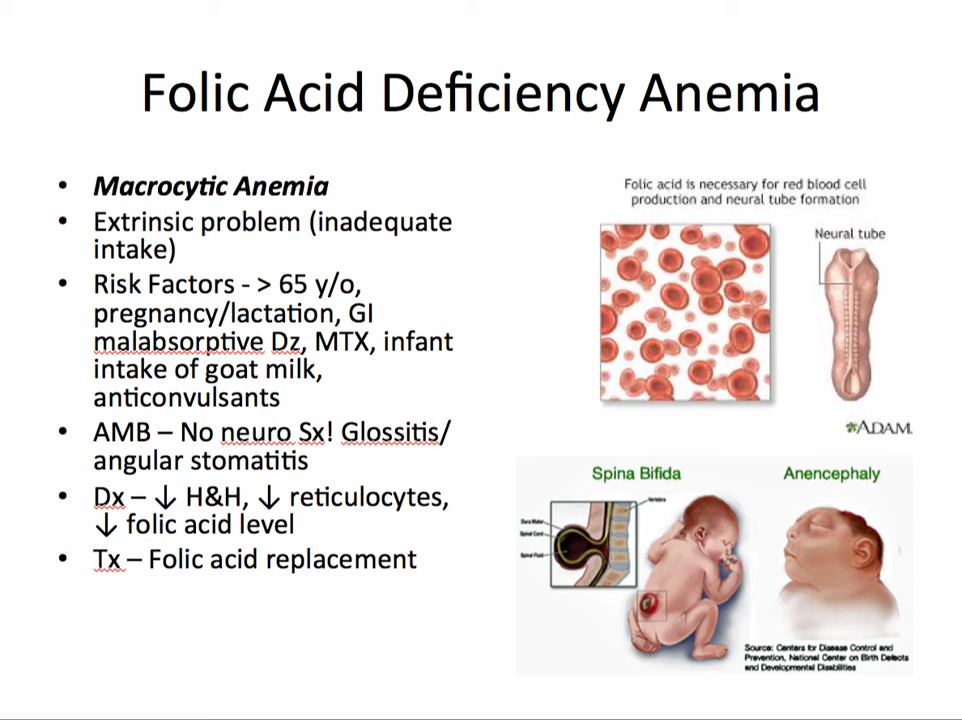 Folic Acid Deficiency Anemia
• Macrocytic Anemia
• Extrinsic problem (inadequate
intake)
• Risk Factors - > 65 y/o,
pregnancy/lactation, GI
malabsorptive Dz, MTX, infant
intake of goat milk,
anticonvulsants
• AMB – No neuro Sx! Glossitis/
angular stomatitis
• Dx – ↓ H&H, ↓ reticulocytes,
↓ folic acid level
• Tx – Folic acid replacement
Folic acid is necessary for red blood cell
production and neural tube formation
Neural tube
ADAM.
Spina Bifida
Anencephaly
Vertebra
Dura Mater
Spinal Cord
Spinal Fluid
Source: Centers for Disease Control and
Prevention, National Center on Birth Defects
and Developmental Disabilities